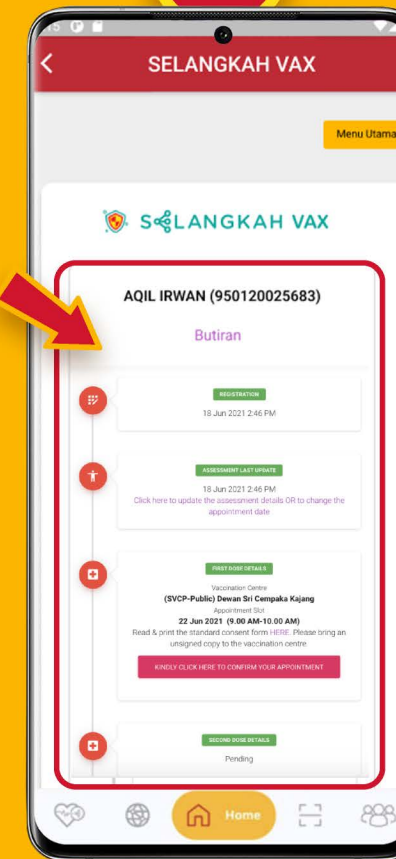 SELANGKAH VAX
Menu Utama
SELANGKAH VAX
AQIL IRWAN (950120025683)
Butiran
REGISTRATION
18 Jun 2021 2:46 PM
ASSESSMENT LAST UPDATE
18 Jun 2021 2:46 PM
Click here to update the assessment details OR to change the
appointment date
FIRST DOSE DETAILS
Vaccination Centre
(SVCP-Public) Dewan Sri Cempaka Kajang
Appointment Slot
22 Jun 2021 (9.00 AM-10.00 AM)
Read & print the standard consent form HERE. Please bring an
unsigned copy to the vaccination centre
KINDLY CLICK HERE TO CONFIRM YOUR APPOINTMENT
SECOND DOSE DETAILS
Pending
Home